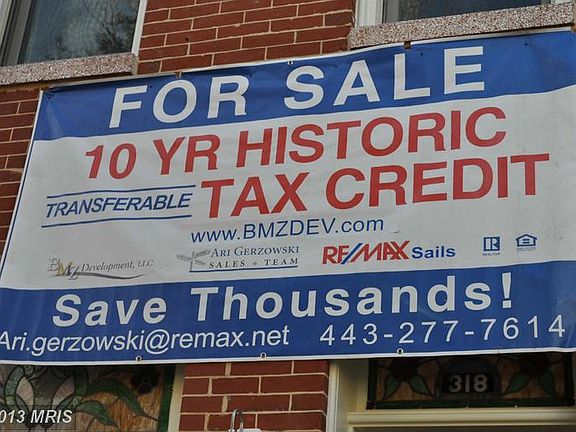 FOR SALE
10 YR HISTORIC
TRANSFERABLE TAX CREDIT
www.BMZDEV.com
BMZ Development, LLC
ARI GERZOWSKI
SALES + TEAM
RE/MAX Sails
R
REALTOR
Save Thousands!
Ari.gerzowski@remax.net 443-277-7614
318
2013 MRIS